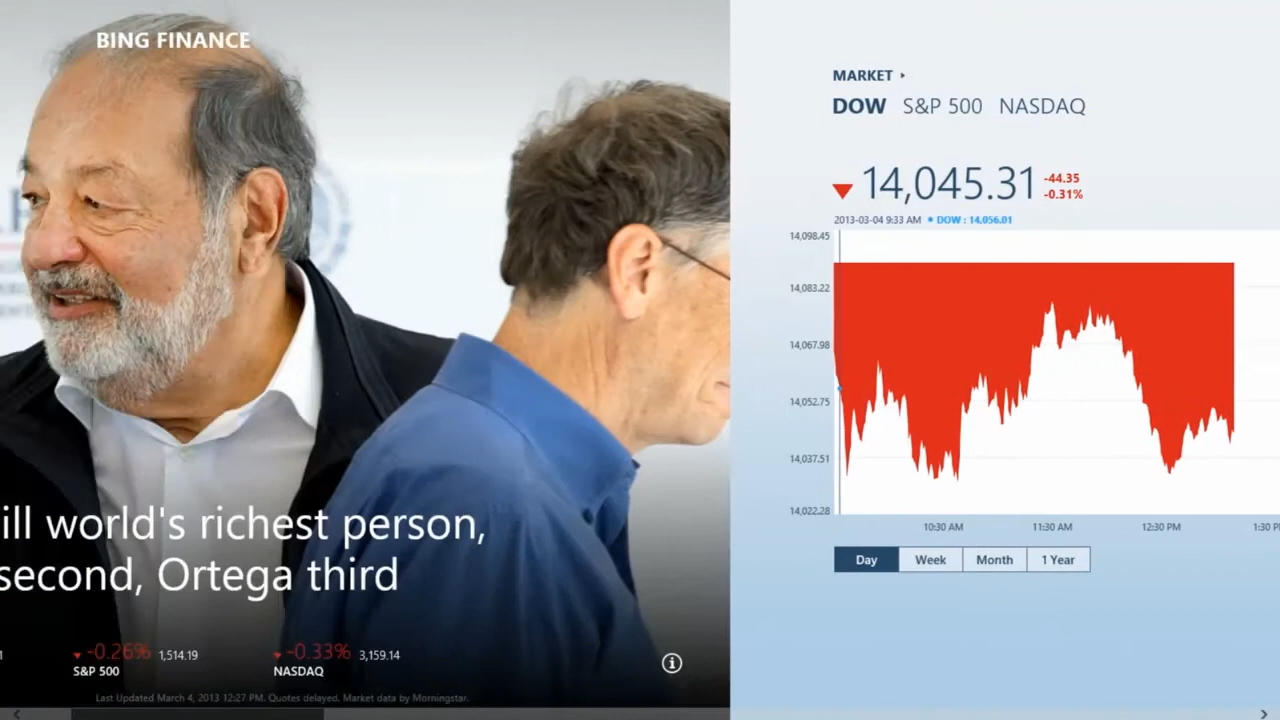 BING FINANCE
ill world's richest person,
second, Ortega third
-0.26% 1,514.19
S&P 500
-0.33% 3,159.14
NASDAQ
Last Updated March 4, 2013 12:27 PM. Quotes delayed. Market data by Morningstar.
MARKET
DOW S&P 500 NASDAQ
14,045.31
-44.35
-0.31%
2013-03-04 9:33 AM DOW : 14,056.01
14,098.45
14,083.22
14,067.98
14,052.75
14,037.51
14,022.28
10:30 AM 11:30 AM 12:30 PM 1:30 P
Day Week Month 1 Year